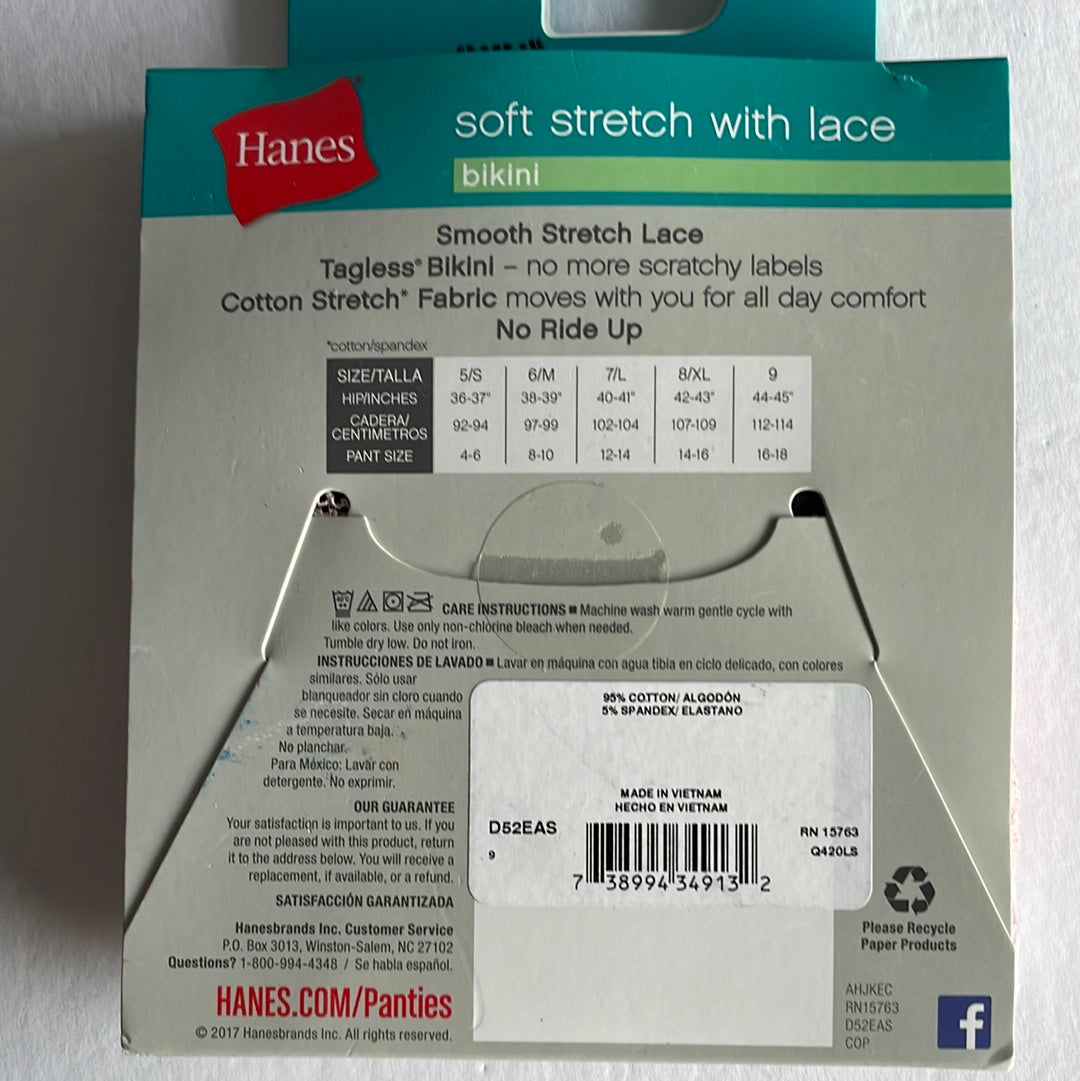 Hanes
soft stretch with lace
bikini
Smooth Stretch Lace
Tagless® Bikini – no more scratchy labels
Cotton Stretch* Fabric moves with you for all day comfort
No Ride Up
*cotton/spandex
SIZE/TALLA 5/S 6/M 7/L 8/XL 9
HIP/INCHES 36-37" 38-39" 40-41" 42-43" 44-45"
CADERA/
CENTIMETROS 92-94 97-99 102-104 107-109 112-114
PANT SIZE 4-6 8-10 12-14 14-16 16-18
CARE INSTRUCTIONS ■ Machine wash warm gentle cycle with
like colors. Use only non-chlorine bleach when needed.
Tumble dry low. Do not iron.
INSTRUCCIONES DE LAVADO ■ Lavar en máquina con agua tibia en ciclo delicado, con colores
similares. Sólo usar
blanqueador sin cloro cuando
se necesite. Secar en máquina
a temperatura baja.
No planchar.
Para México: Lavar con
detergente. No exprimir.
OUR GUARANTEE
Your satisfaction is important to us. If you
are not pleased with this product, return
it to the address below. You will receive a
replacement, if available, or a refund.
SATISFACCIÓN GARANTIZADA
Hanesbrands Inc. Customer Service
P.O. Box 3013, Winston-Salem, NC 27102
Questions? 1-800-994-4348 / Se habla español.
HANES.COM/Panties
© 2017 Hanesbrands Inc. All rights reserved.
95% COTTON/ ALGODÓN
5% SPANDEX/ ELASTANO
MADE IN VIETNAM
HECHO EN VIETNAM
D52EAS
9
RN 15763
Q420LS
7 38994 34913 2
Please Recycle
Paper Products
AHJKEC
RN15763
D52EAS
COP
f